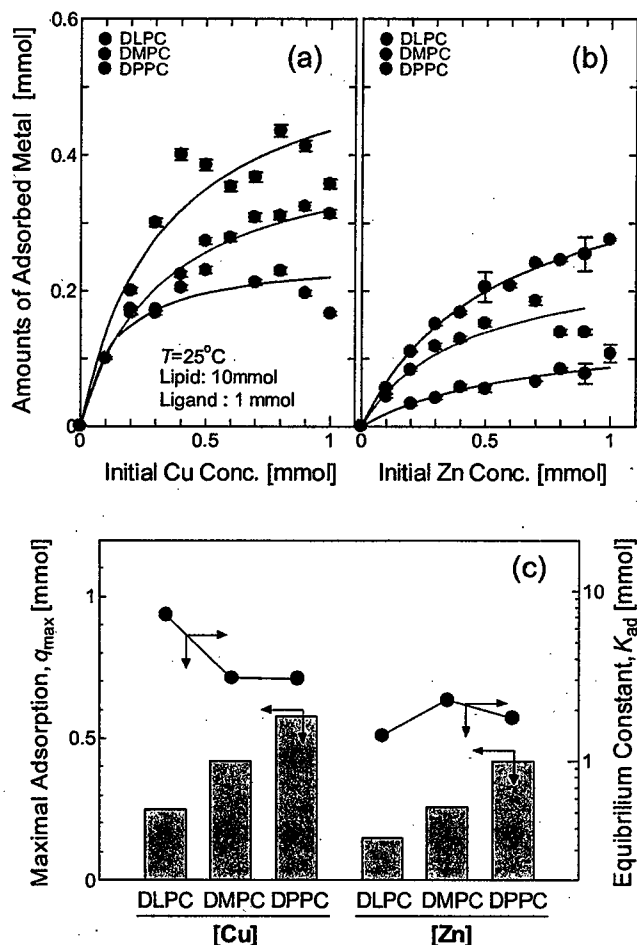 0.6
0.4
0.2
0
Amounts of Adsorbed Metal [mmol]
DLPC
DMPC
DPPC
(a)
T=25°C
Lipid: 10mmol
Ligand : 1 mmol
0 0.5 1
Initial Cu Conc. [mmol]
DLPC
DMPC
DPPC
(b)
0 0.5 1
Initial Zn Conc. [mmol]
(c)
Maximal Adsorption, qmax [mmol]
1
0.5
0
10
1
Equibrilium Constant, Kad [mmol]
DLPC DMPC DPPC DLPC DMPC DPPC
[Cu] [Zn]